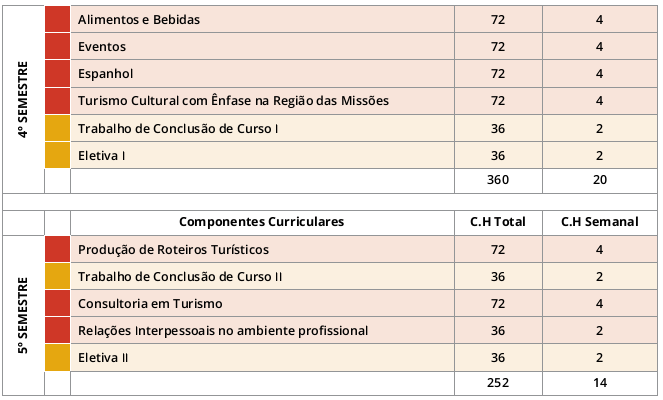 4º SEMESTRE
Alimentos e Bebidas 72 4
Eventos 72 4
Espanhol 72 4
Turismo Cultural com Ênfase na Região das Missões 72 4
Trabalho de Conclusão de Curso I 36 2
Eletiva I 36 2
360 20
Componentes Curriculares C.H Total C.H Semanal
5º SEMESTRE
Produção de Roteiros Turísticos 72 4
Trabalho de Conclusão de Curso II 36 2
Consultoria em Turismo 72 4
Relações Interpessoais no ambiente profissional 36 2
Eletiva II 36 2
252 14